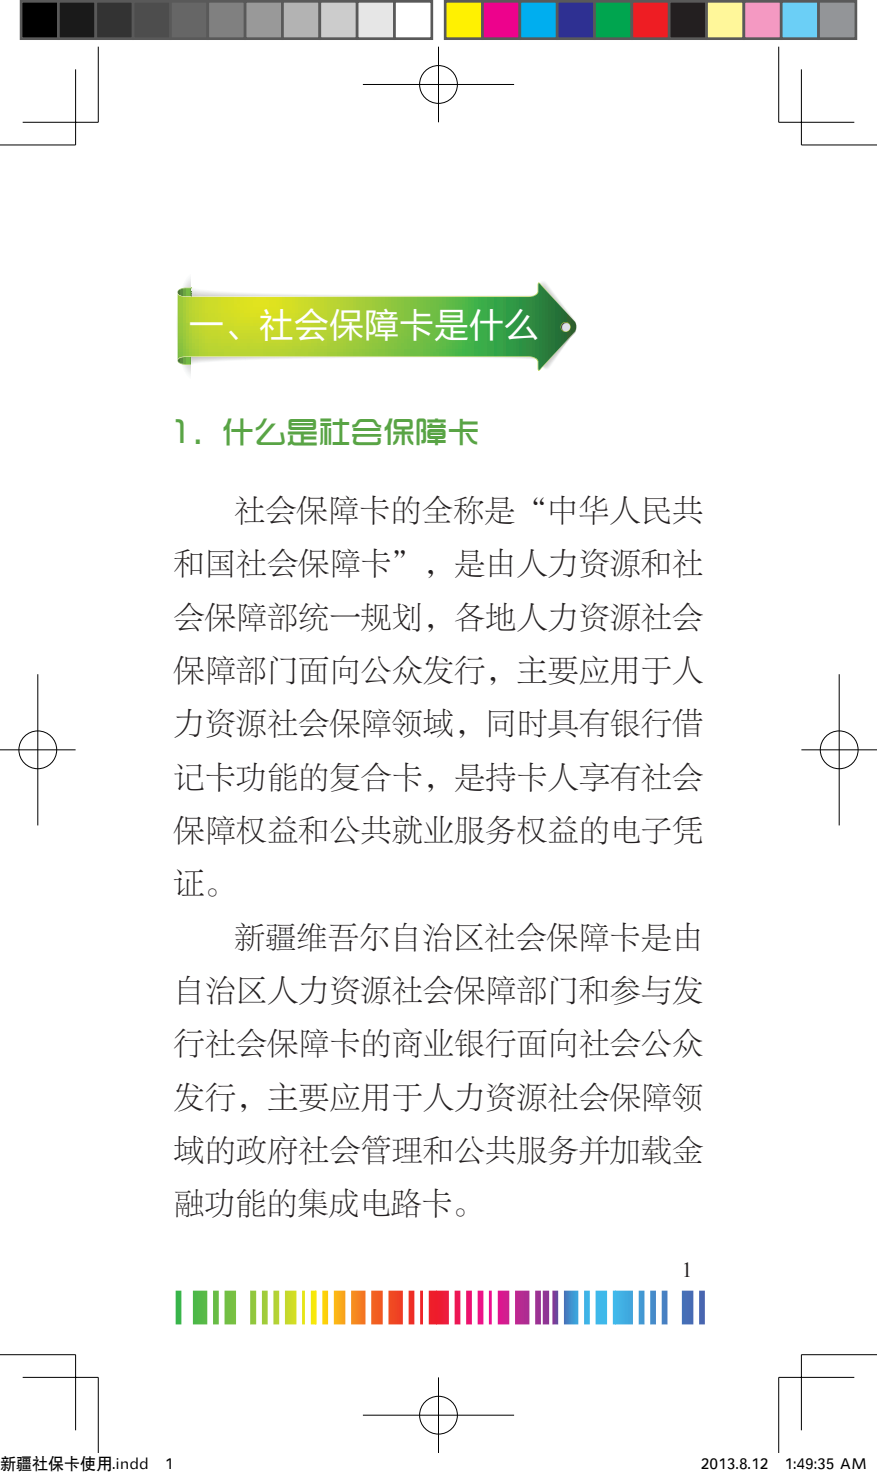 一、社会保障卡是什么
1. 什么是社会保障卡
社会保障卡的全称是“中华人民共
和国社会保障卡”，是由人力资源和社
会保障部统一规划，各地人力资源社会
保障部门面向公众发行，主要应用于人
力资源社会保障领域，同时具有银行借
记卡功能的复合卡，是持卡人享有社会
保障权益和公共就业服务权益的电子凭
证。
新疆维吾尔自治区社会保障卡是由
自治区人力资源社会保障部门和参与发
行社会保障卡的商业银行面向社会公众
发行，主要应用于人力资源社会保障领
域的政府社会管理和公共服务并加载金
融功能的集成电路卡。
1
新疆社保卡使用.indd 1 2013.8.12 1:49:35 AM